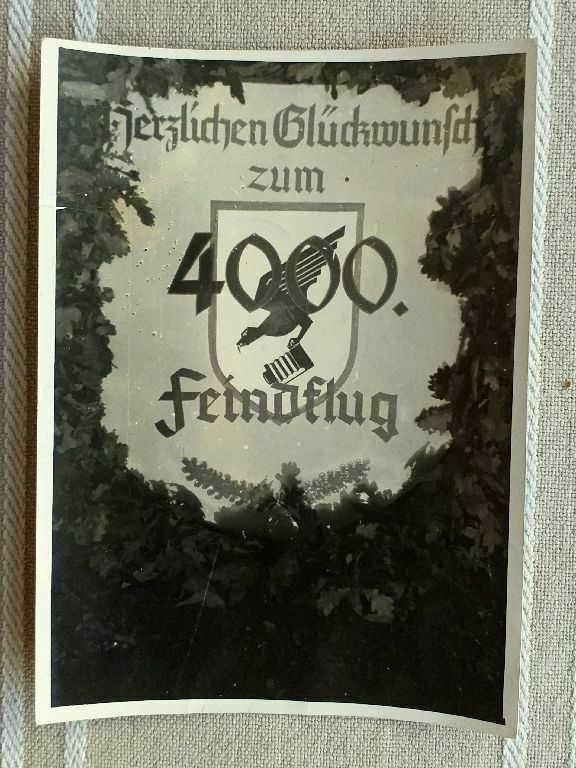 Herzlichen Glückwunsch
zum
4000.
Feindflug